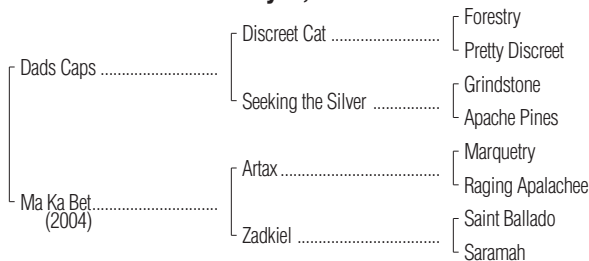 Forestry
Discreet Cat ....................
Pretty Discreet
Dads Caps ......................
Grindstone
Seeking the Silver ..............
Apache Pines
Marquetry
Artax..............................
Raging Apalachee
Ma Ka Bet.......................
(2004)
Saint Ballado
Zadkiel ...........................
Saramah